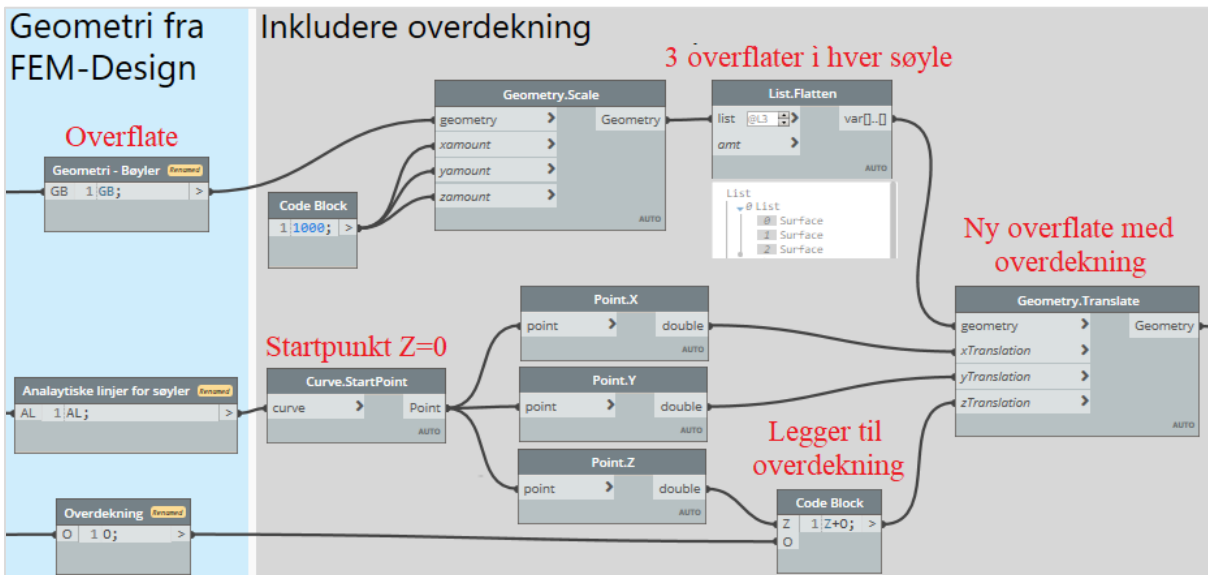 Geometri fra
FEM-Design
Inkludere overdekning
Overflate
Geometri - Bøyler Renamed
GB 1 GB; >
Code Block
1 1000; >
Geometry.Scale
geometry > Geometry
xamount >
yamount >
zamount >
AUTO
3 overflater i hver søyle
List.Flatten
list @L3 > var[]..[]
amt >
AUTO
List
0 List
0 Surface
1 Surface
2 Surface
Ny overflate med
overdekning
Geometry.Translate
geometry > Geometry
xTranslation >
yTranslation >
zTranslation >
AUTO
Analaytiske linjer for søyler Renamed
AL 1 AL; >
Startpunkt Z=0
Curve.StartPoint
curve > Point
AUTO
Point.X
point > double
AUTO
Point.Y
point > double
AUTO
Point.Z
point > double
AUTO
Overdekning Renamed
O 1 O; >
Legger til
overdekning
Code Block
Z 1 Z+O; >
O